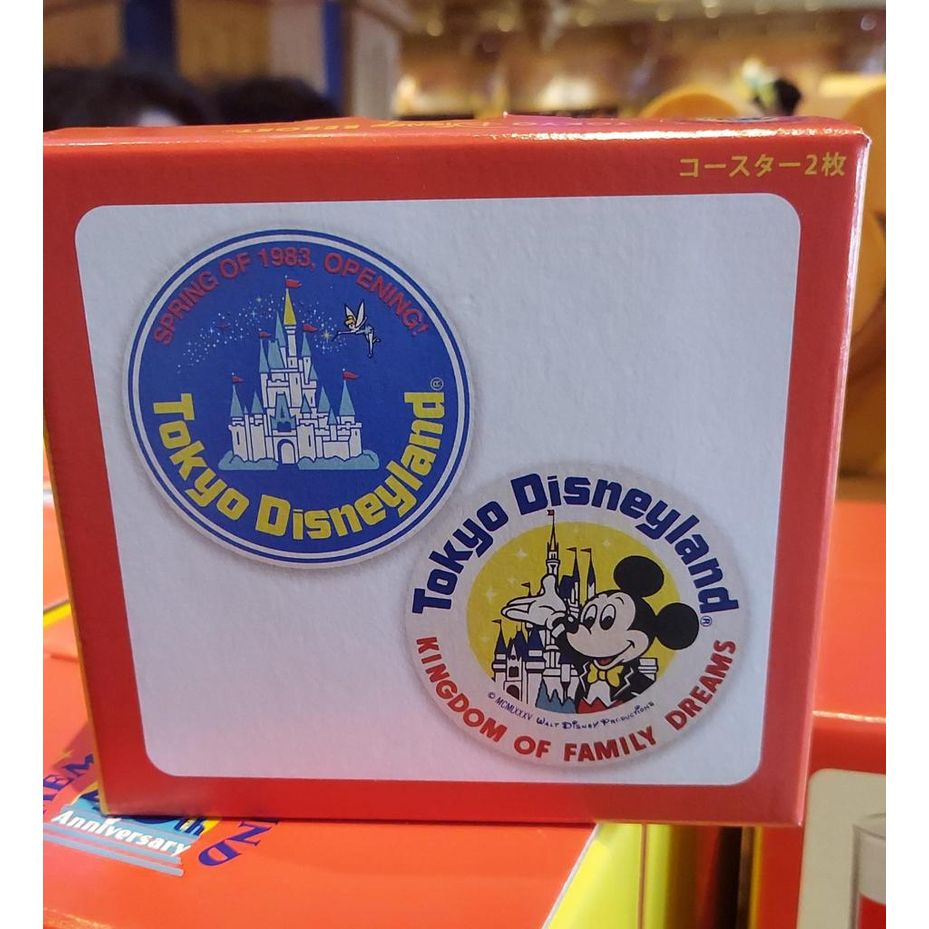 コースター2枚
SPRING OF 1983, OPENING!
Tokyo Disneyland®
Tokyo Disneyland®
© MCMLXXXV WALT DISNEY PRODUCTIONS
KINGDOM OF FAMILY DREAMS
Anniversary